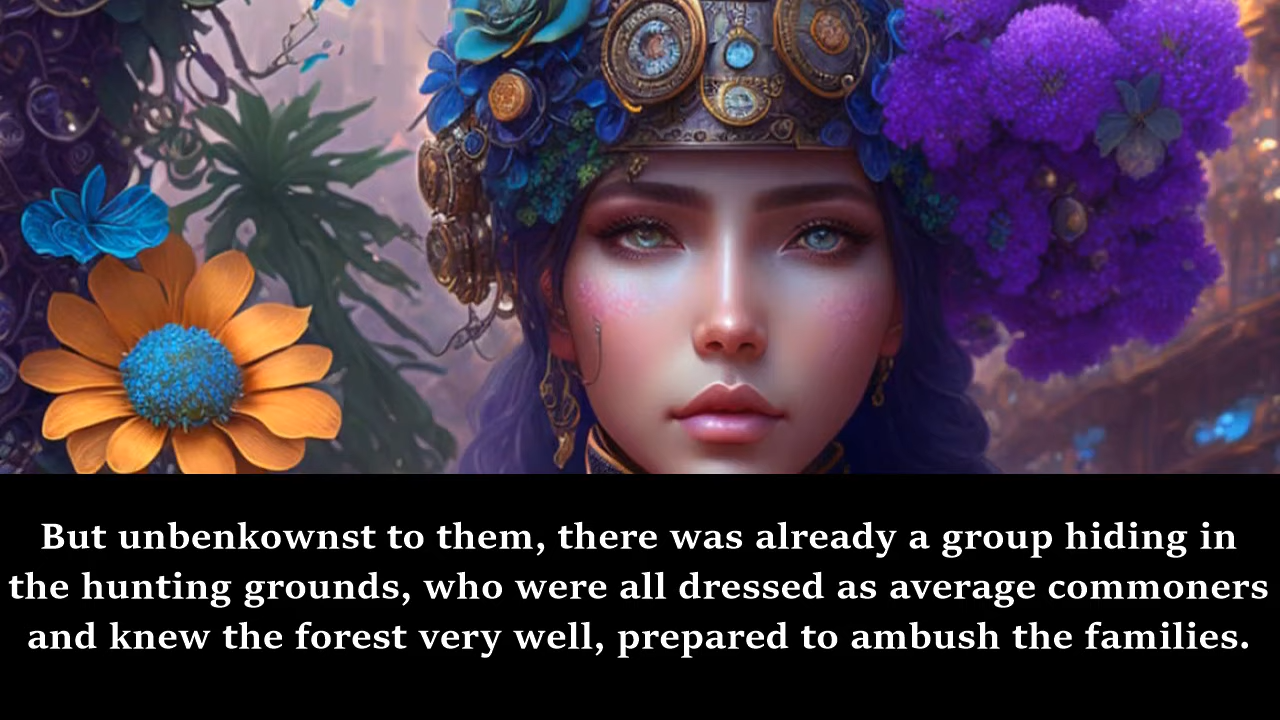 But unbenkownst to them, there was already a group hiding in
the hunting grounds, who were all dressed as average commoners
and knew the forest very well, prepared to ambush the families.